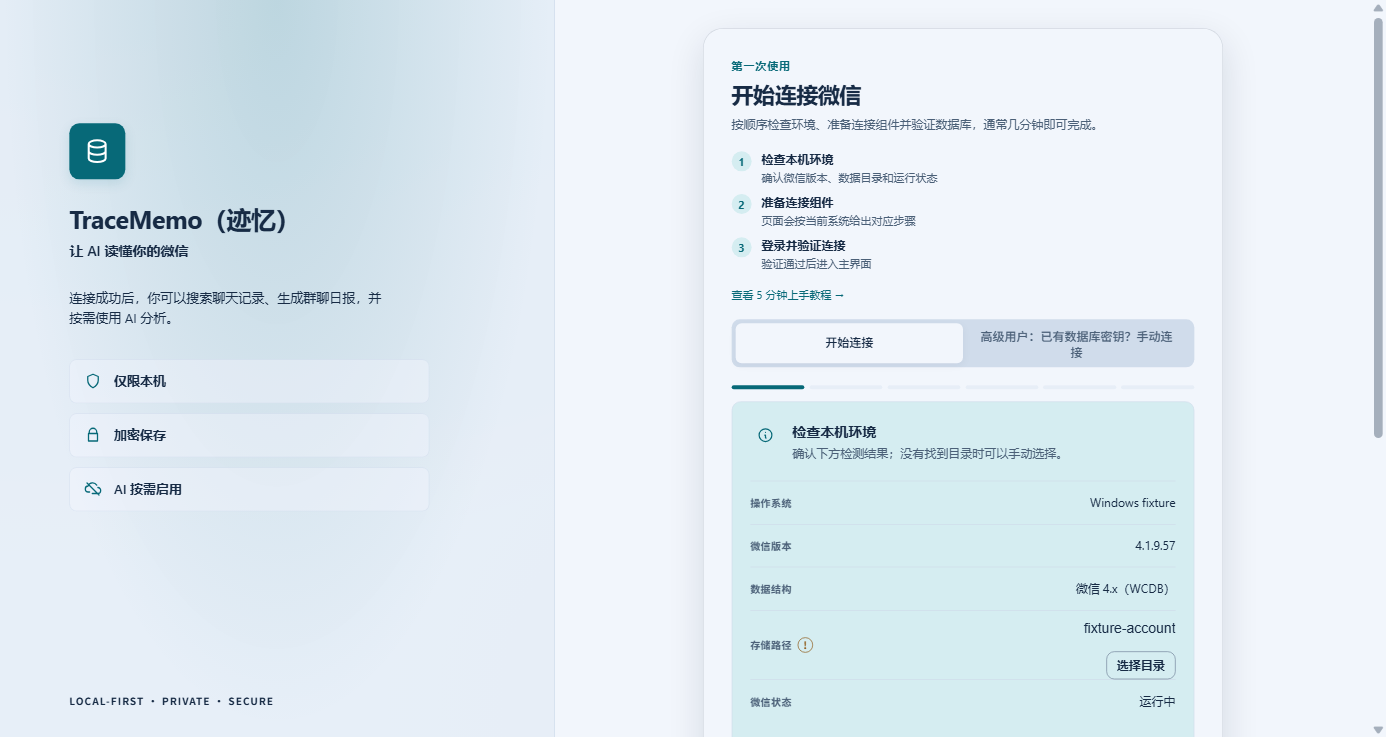 TraceMemo（迹忆）
让 AI 读懂你的微信
连接成功后，你可以搜索聊天记录、生成群聊日报，并
按需使用 AI 分析。
仅限本机
加密保存
AI 按需启用
LOCAL-FIRST • PRIVATE • SECURE
第一次使用
开始连接微信
按顺序检查环境、准备连接组件并验证数据库，通常几分钟即可完成。
1 检查本机环境
确认微信版本、数据目录和运行状态
2 准备连接组件
页面会按当前系统给出对应步骤
3 登录并验证连接
验证通过后进入主界面
查看 5 分钟上手教程 →
开始连接
高级用户：已有数据库密钥？手动连
接
检查本机环境
确认下方检测结果；没有找到目录时可以手动选择。
操作系统 Windows fixture
微信版本 4.1.9.57
数据结构 微信 4.x（WCDB）
存储路径 fixture-account
选择目录
微信状态 运行中